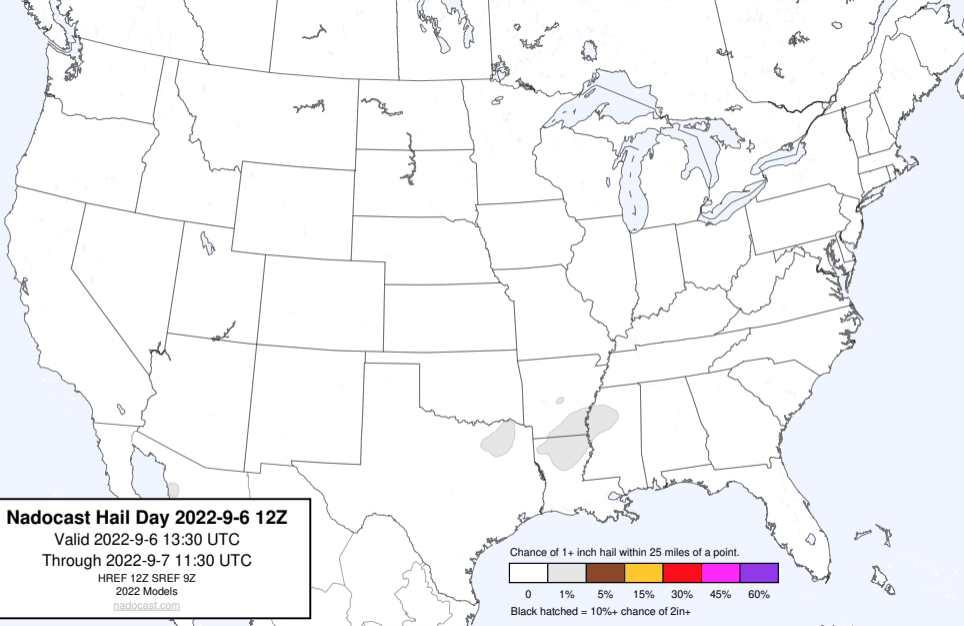 Nadocast Hail Day 2022-9-6 12Z
Valid 2022-9-6 13:30 UTC
Through 2022-9-7 11:30 UTC
HREF 12Z SREF 9Z
2022 Models
nadocast.com
Chance of 1+ inch hail within 25 miles of a point.
0 1% 5% 15% 30% 45% 60%
Black hatched = 10%+ chance of 2in+